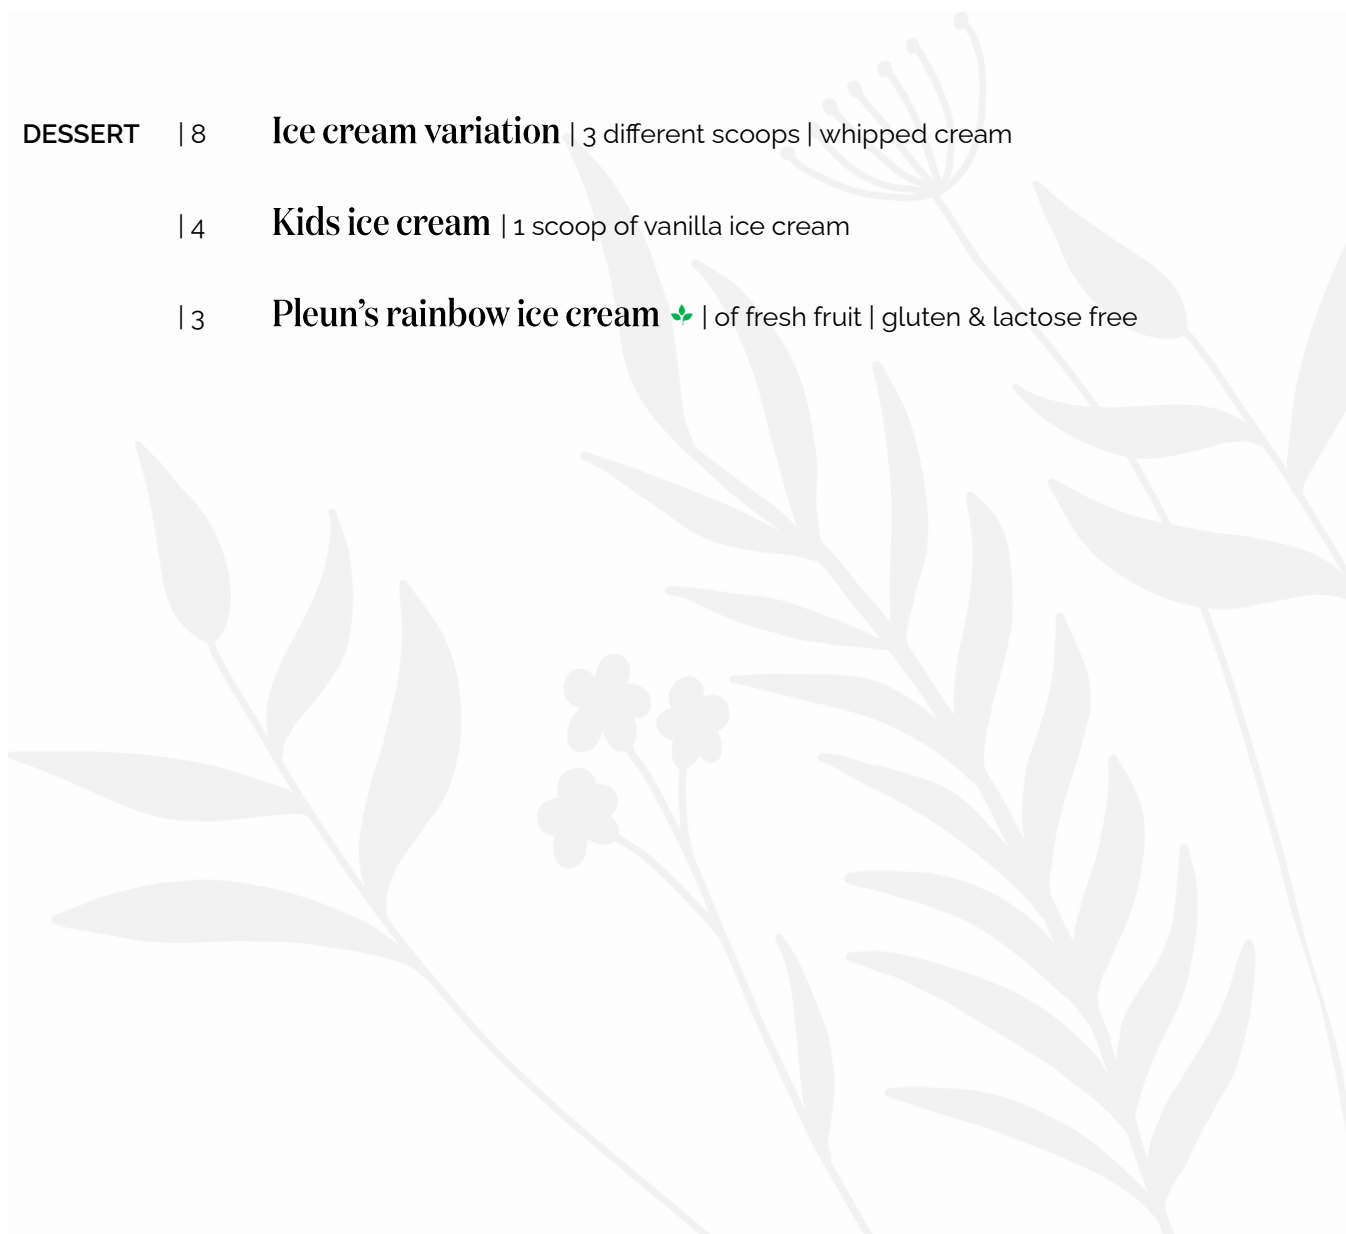 DESSERT | 8 Ice cream variation | 3 different scoops | whipped cream
| 4 Kids ice cream | 1 scoop of vanilla ice cream
| 3 Pleun’s rainbow ice cream | of fresh fruit | gluten & lactose free